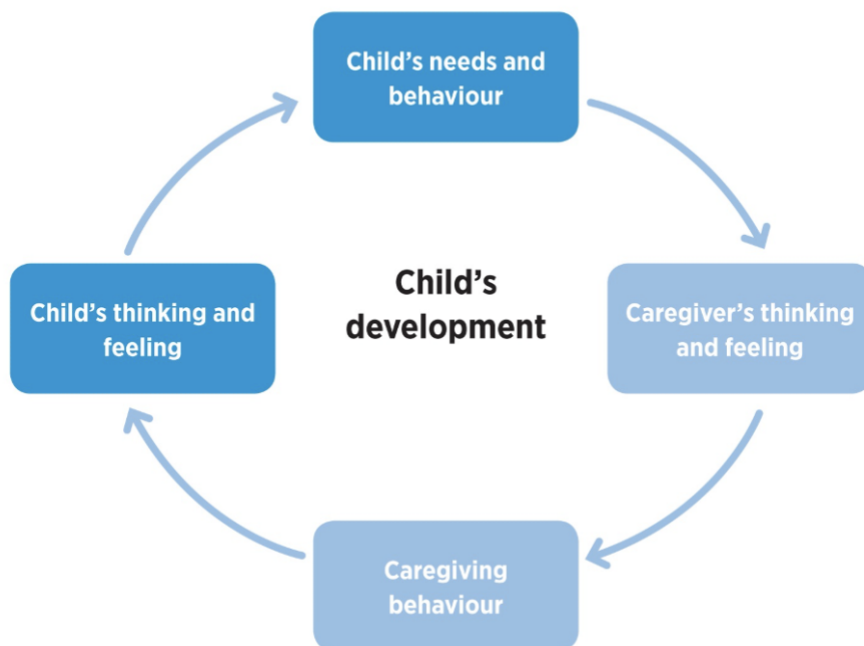 Child's needs and
behaviour
Child's thinking and
feeling
Child's
development
Caregiver's thinking
and feeling
Caregiving
behaviour